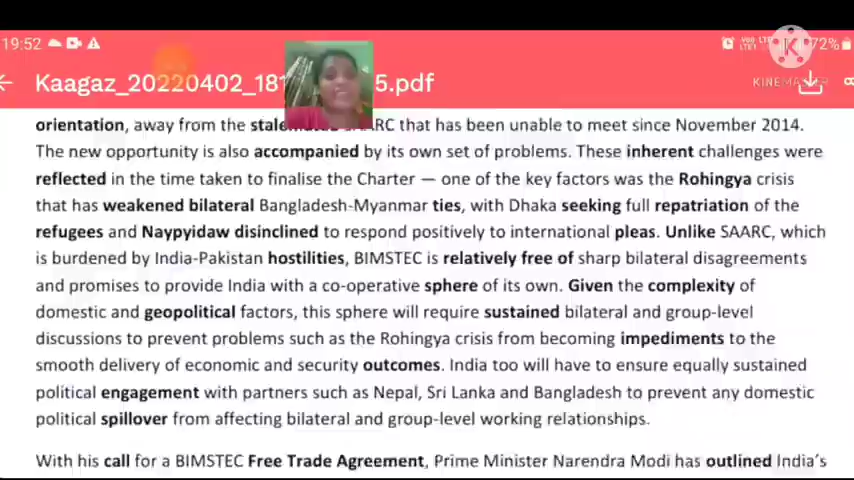 19:52 72%
Kaagaz_20220402_181 5.pdf
KINEMASTER
orientation, away from the that has been unable to meet since November 2014.
The new opportunity is also accompanied by its own set of problems. These inherent challenges were
reflected in the time taken to finalise the Charter — one of the key factors was the Rohingya crisis
that has weakened bilateral Bangladesh-Myanmar ties, with Dhaka seeking full repatriation of the
refugees and Naypyidaw disinclined to respond positively to international pleas. Unlike SAARC, which
is burdened by India-Pakistan hostilities, BIMSTEC is relatively free of sharp bilateral disagreements
and promises to provide India with a co-operative sphere of its own. Given the complexity of
domestic and geopolitical factors, this sphere will require sustained bilateral and group-level
discussions to prevent problems such as the Rohingya crisis from becoming impediments to the
smooth delivery of economic and security outcomes. India too will have to ensure equally sustained
political engagement with partners such as Nepal, Sri Lanka and Bangladesh to prevent any domestic
political spillover from affecting bilateral and group-level working relationships.
With his call for a BIMSTEC Free Trade Agreement, Prime Minister Narendra Modi has outlined India's